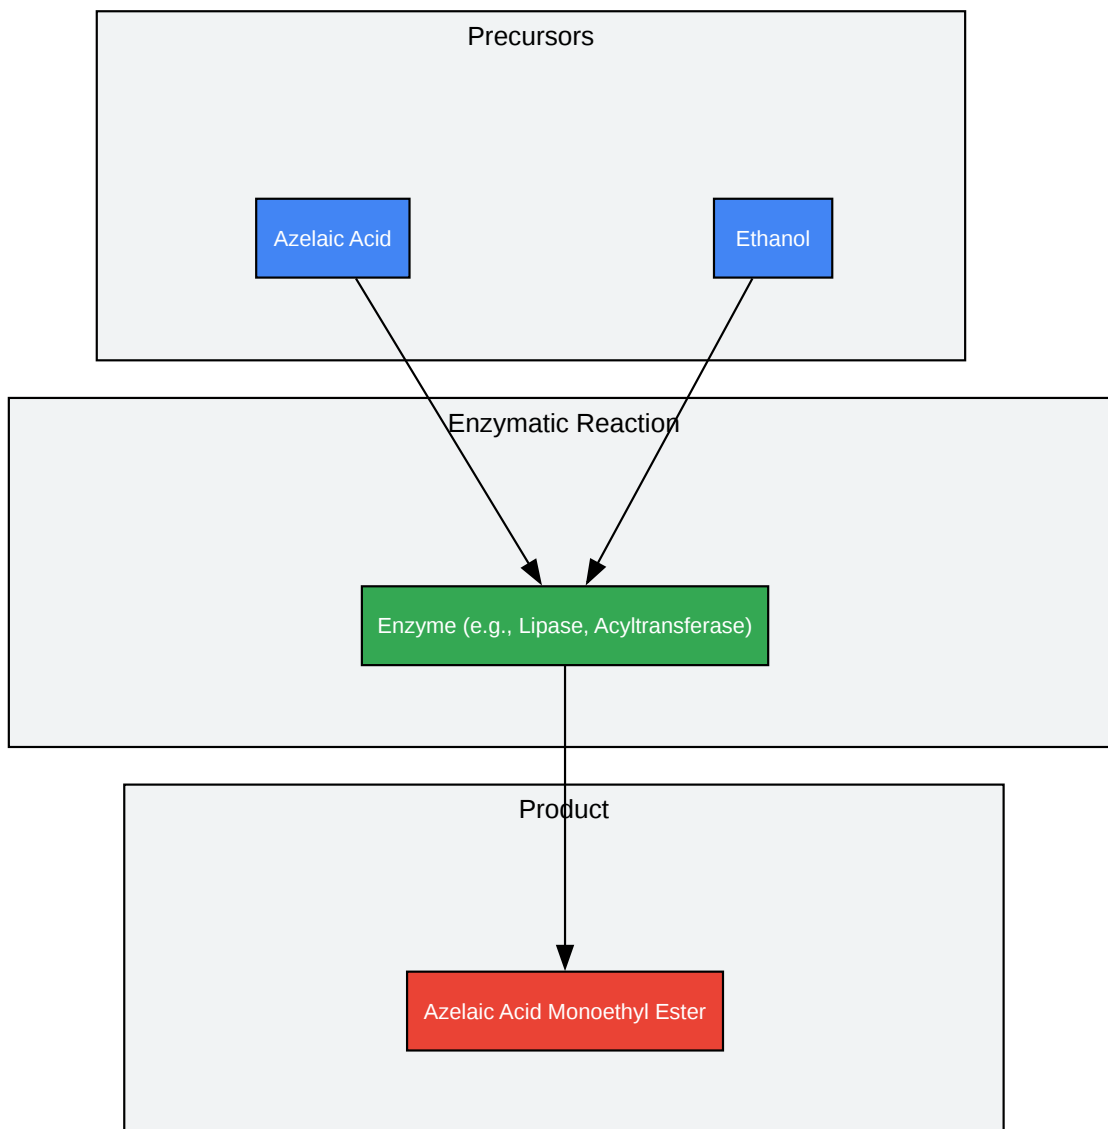 Precursors
Azelaic Acid
Ethanol
Enzymatic Reaction
Enzyme (e.g., Lipase, Acyltransferase)
Product
Azelaic Acid Monoethyl Ester